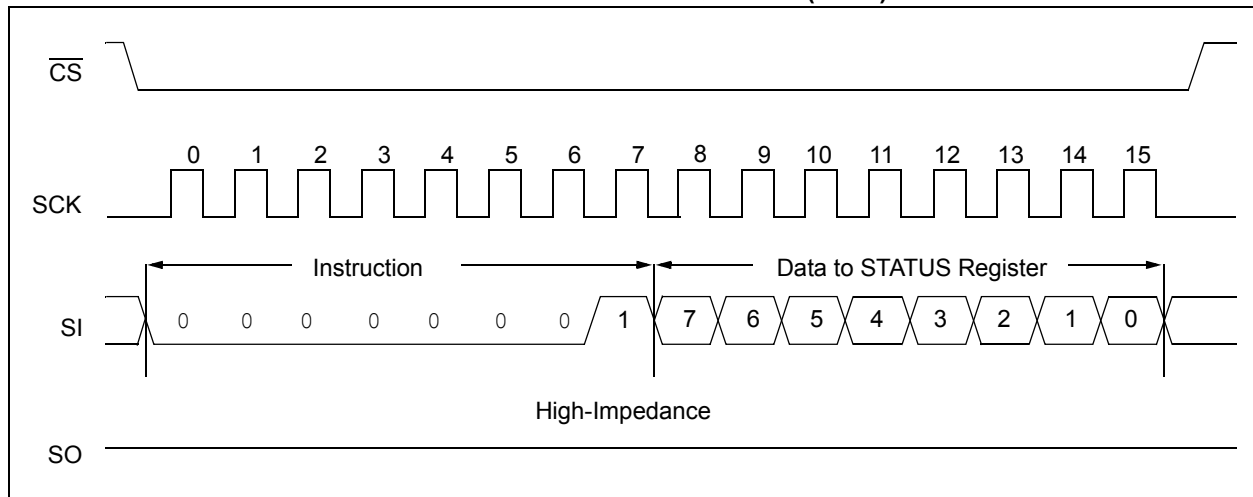 CS
0 1 2 3 4 5 6 7 8 9 10 11 12 13 14 15
SCK
Instruction Data to STATUS Register
SI 0 0 0 0 0 0 0 1 7 6 5 4 3 2 1 0
High-Impedance
SO